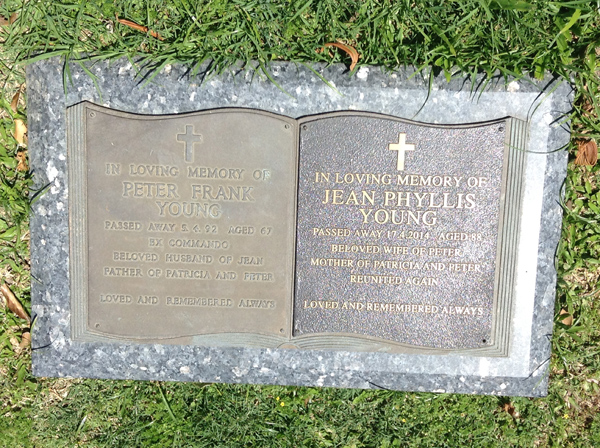 IN LOVING MEMORY OF
PETER FRANK
YOUNG
PASSED AWAY 5.4.92 AGED 67
EX COMMANDO
BELOVED HUSBAND OF JEAN
FATHER OF PATRICIA AND PETER
LOVED AND REMEMBERED ALWAYS
IN LOVING MEMORY OF
JEAN PHYLLIS
YOUNG
PASSED AWAY 17.4.2014 AGED 88
BELOVED WIFE OF PETER
MOTHER OF PATRICIA AND PETER
REUNITED AGAIN
LOVED AND REMEMBERED ALWAYS